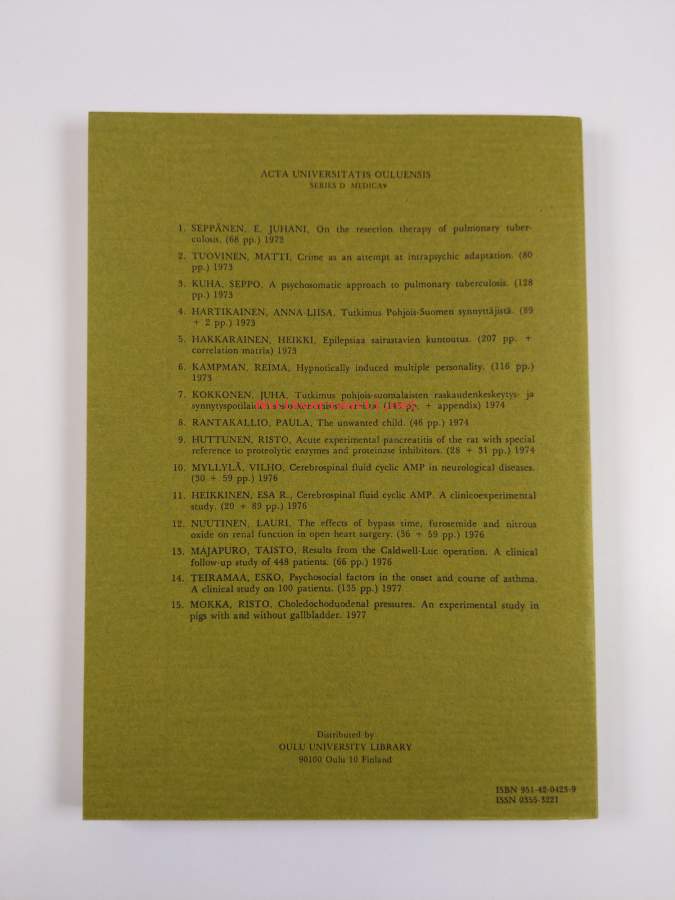 ACTA UNIVERSITATIS OULUENSIS
SERIES D MEDICA
1. SEPPÄNEN, E. JUHANI, On the resection therapy of pulmonary tuber-
culosis. (68 pp.) 1972
2. TUOVINEN, MATTI, Crime as an attempt at intrapsychic adaptation. (80
pp.) 1973
3. KUHA, SEPPO, A psychosomatic approach to pulmonary tuberculosis. (128
pp.) 1973
4. HARTIKAINEN, ANNA-LIISA, Tutkimus Pohjois-Suomen synnyttäjistä. (89
+ 2 pp.) 1973
5. HAKKARAINEN, HEIKKI, Epilepsiaa sairastavien kuntoutus. (207 pp. +
correlation matrix) 1973
6. KAMPMAN, REIMA, Hypnotically induced multiple personality. (116 pp.)
1973
7. KOKKONEN, JUHA, Tutkimus pohjois-suomalaisten raskaudenkeskeytys- ja
pp. + appendix) 1974
8. RANTAKALLIO, PAULA, The unwanted child. (46 pp.) 1974
9. HUTTUNEN, RISTO, Acute experimental pancreatitis of the rat with special
reference to proteolytic enzymes and proteinase inhibitors. (28 + 31 pp.) 1974
10. MYLLYLÄ, VILHO, Cerebrospinal fluid cyclic AMP in neurological diseases.
(30 + 59 pp.) 1976
11. HEIKKINEN, ESA R., Cerebrospinal fluid cyclic AMP. A clinicoexperimental
study. (20 + 89 pp.) 1976
12. NUUTINEN, LAURI, The effects of bypass time, furosemide and nitrous
oxide on renal function in open heart surgery. (36 + 59 pp.) 1976
13. MAJAPURO, TAISTO, Results from the Caldwell-Luc operation. A clinical
follow-up study of 448 patients. (66 pp.) 1976
14. TEIRAMAA, ESKO, Psychosocial factors in the onset and course of asthma.
A clinical study on 100 patients. (135 pp.) 1977
15. MOKKA, RISTO, Choledochodundenal pressures. An experimental study in
pigs with and without gallbladder. 1977
Distributed by
OULU UNIVERSITY LIBRARY
90100 Oulu 10 Finland
ISBN 951-42-0423-9
ISSN 0355-3221